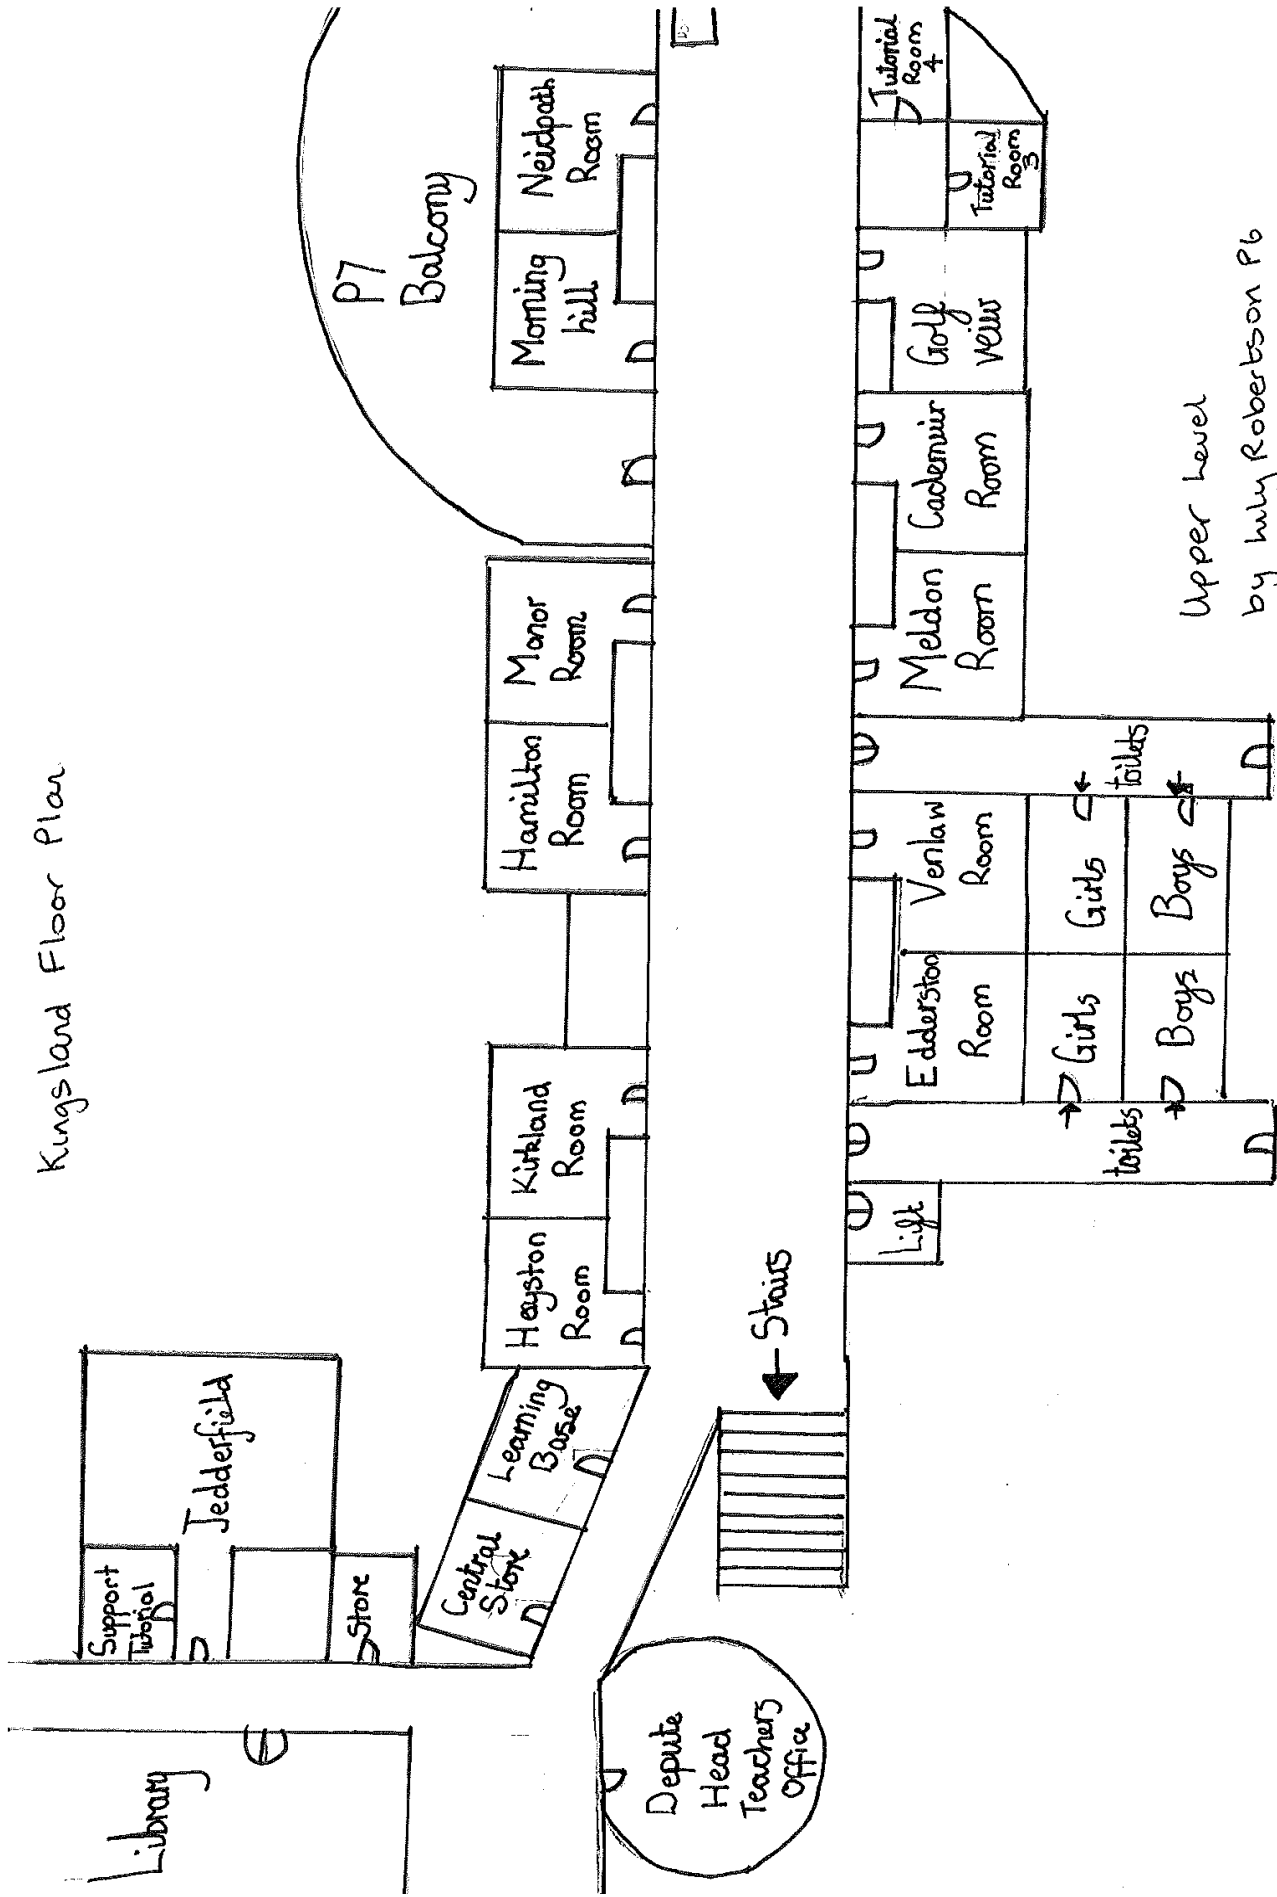 Kingsland Floor Plan
Library
Support
Tutorial
Jedderfield
Store
P7
Balcony
Central
Store
Learning
Base
Hayston
Room
Kirkland
Room
Hamilton
Room
Manor
Room
Morning
hill
Neidpath
Room
Depute
Head
Teachers
Office
Stairs
Lift
toilets
Edderston
Room
Venlaw
Room
Girls
Girls
Boys
Boys
toilets
Meldon
Room
Cademuir
Room
Golf
veiw
Tutorial
Room
3
Tutorial
Room
4
Upper Level
by Luly Robertson P6